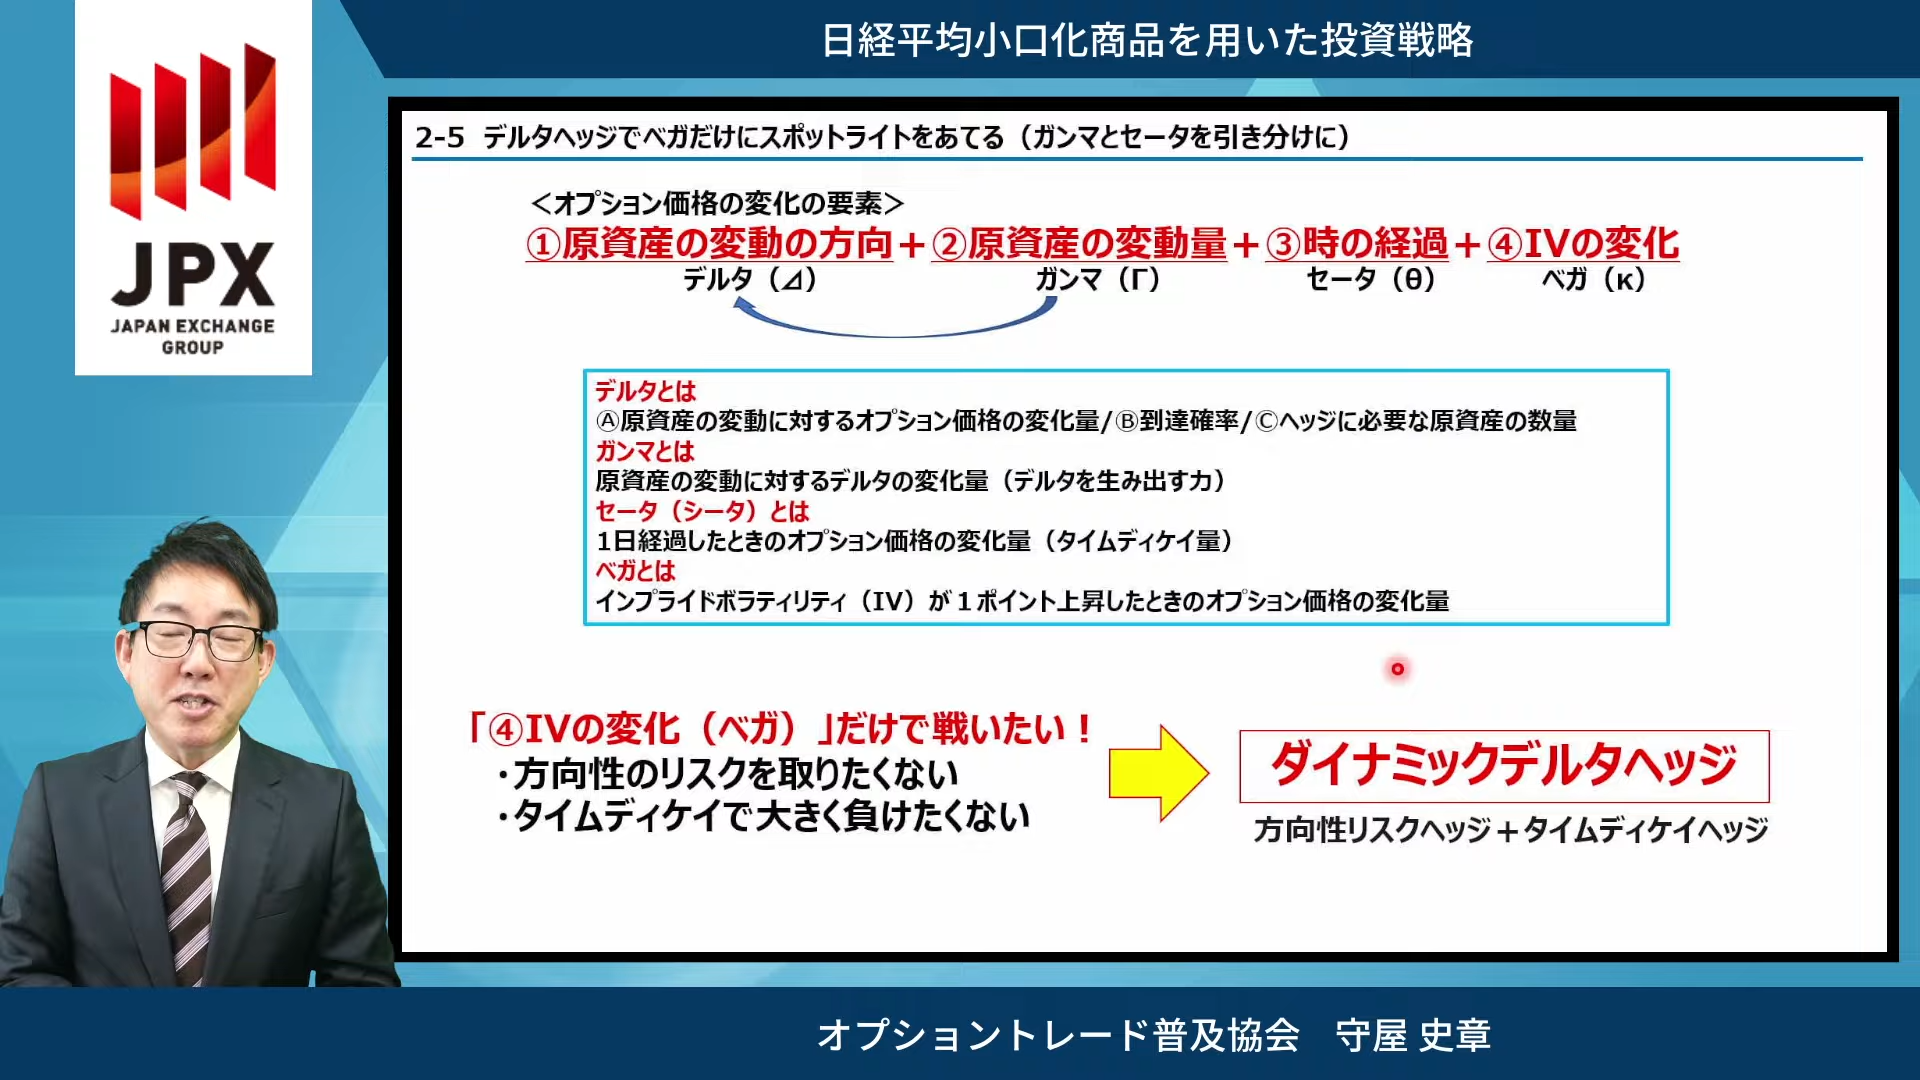 日経平均小口化商品を用いた投資戦略
JPX
JAPAN EXCHANGE
GROUP
2-5 デルタヘッジでベガだけにスポットライトをあてる（ガンマとセータを引き分けに）
＜オプション価格の変化の要素＞
①原資産の変動の方向＋②原資産の変動量＋③時の経過＋④IVの変化
デルタ（⊿） ガンマ（Γ） セータ（θ） ベガ（κ）
デルタとは
Ⓐ原資産の変動に対するオプション価格の変化量/Ⓑ到達確率/Ⓒヘッジに必要な原資産の数量
ガンマとは
原資産の変動に対するデルタの変化量（デルタを生み出す力）
セータ（シータ）とは
1日経過したときのオプション価格の変化量（タイムディケイ量）
ベガとは
インプライドボラティリティ（IV）が１ポイント上昇したときのオプション価格の変化量
「④IVの変化（ベガ）」だけで戦いたい！
・方向性のリスクを取りたくない
・タイムディケイで大きく負けたくない
ダイナミックデルタヘッジ
方向性リスクヘッジ＋タイムディケイヘッジ
オプショントレード普及協会　守屋 史章